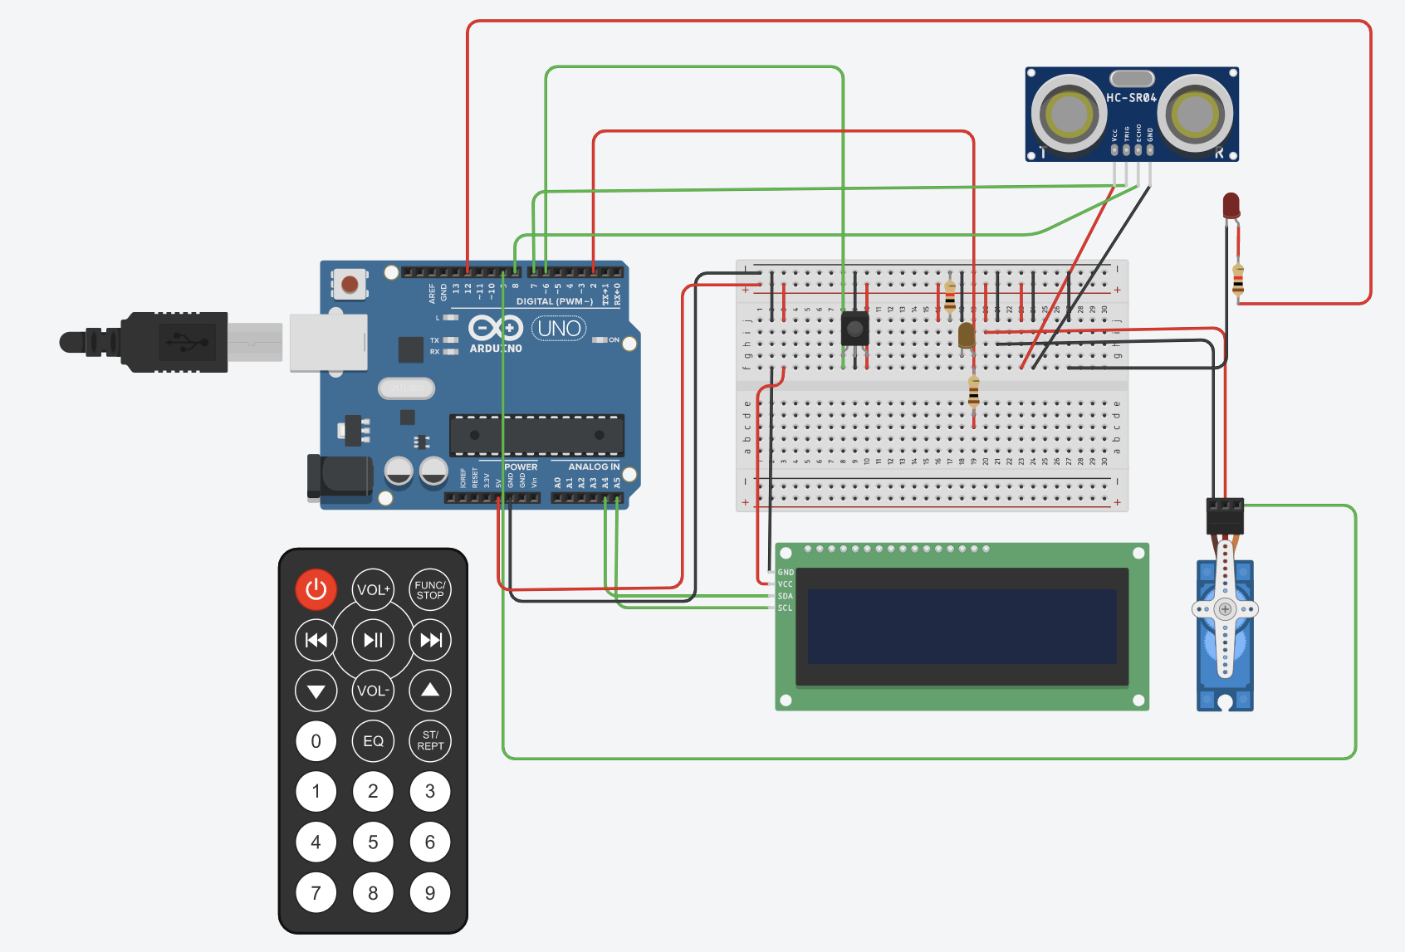 HC-SR04
VCC
TRIG
ECHO
GND
T
R
AREF
GND
13
12
~11
~10
8
7
~6
~5
4
~3
2
TX→1
RX←0
DIGITAL (PWM~)
L
TX
RX
ARDUINO
UNO
ON
POWER
ANALOG IN
IOREF
RESET
3.3V
5V
GND
GND
Vin
A0
A1
A2
A3
A4
A5
GND
VCC
SDA
SCL
VOL+
FUNC/
STOP
VOL-
0
EQ
ST/
REPT
1
2
3
4
5
6
7
8
9